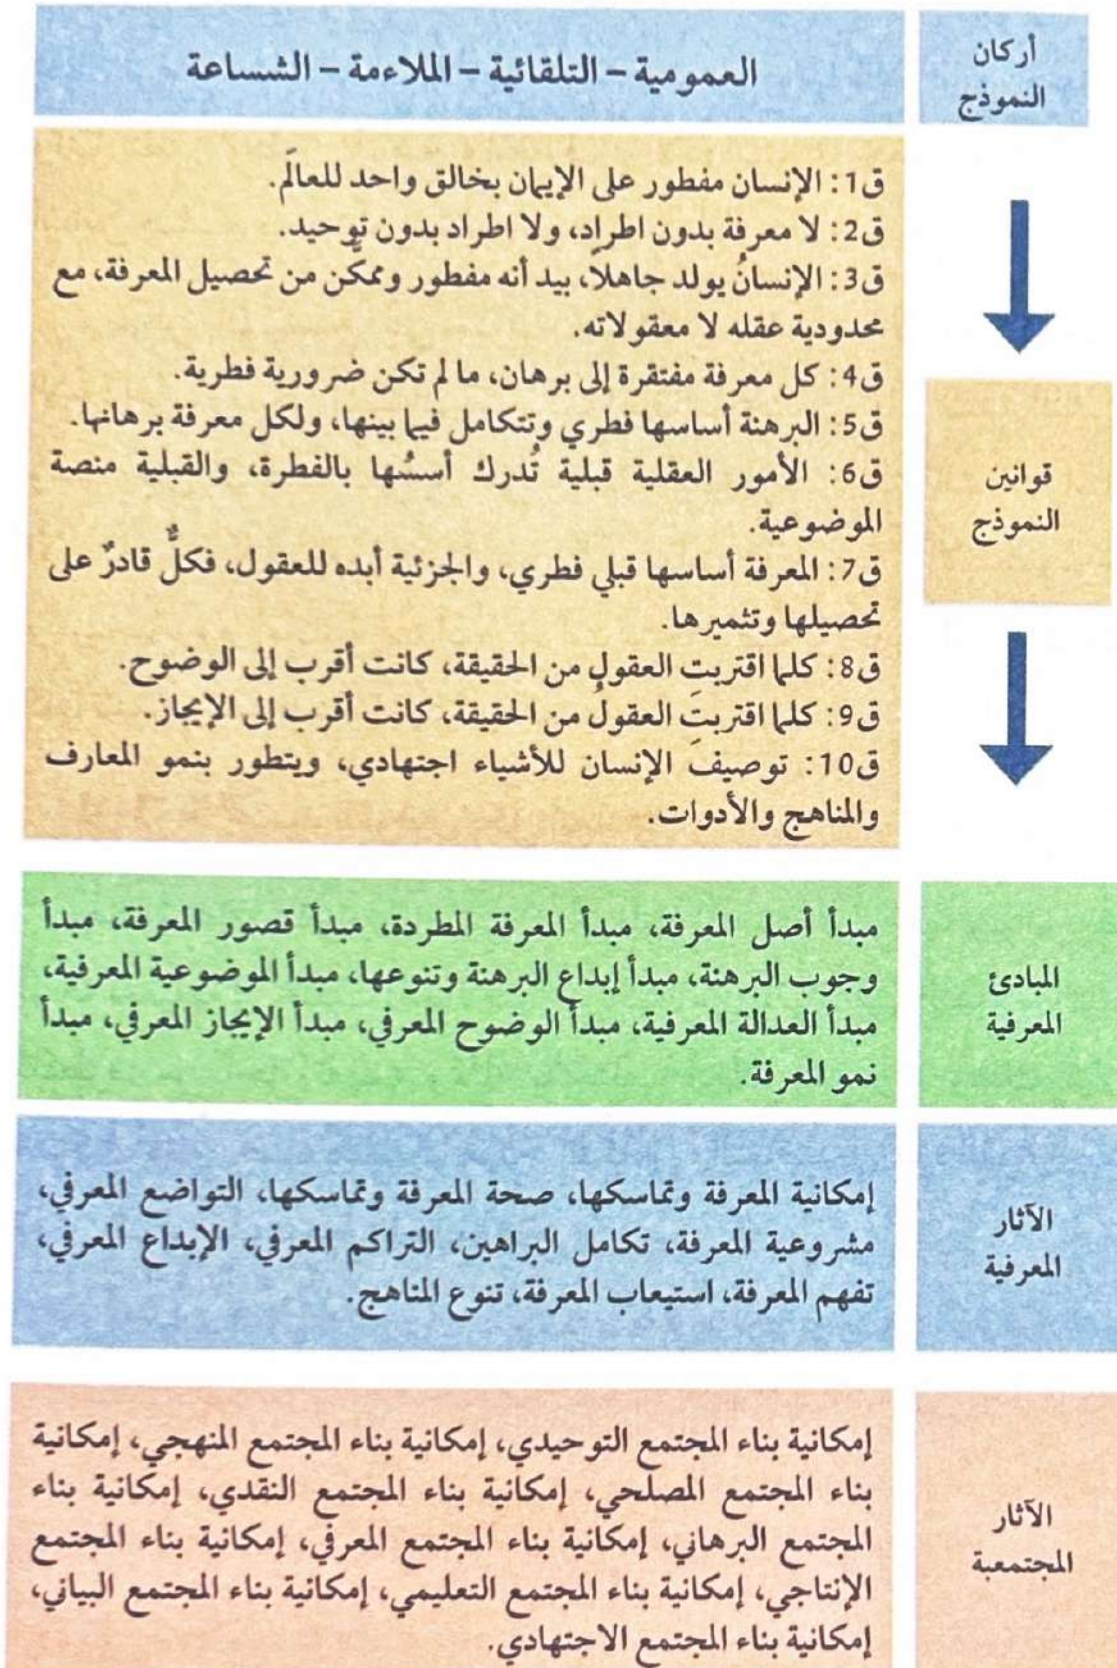 أركان
النموذج
العمومية – التلقائية – الملاءمة – الشساعة
ق1: الإنسان مفطور على الإيمان بخالق واحد للعالَم.
ق2: لا معرفة بدون اطراد، ولا اطراد بدون توحيد.
ق3: الإنسانُ يولد جاهلاً، بيد أنه مفطور وممكَّن من تحصيل المعرفة، مع
محدودية عقله لا معقولاته.
ق4: كل معرفة مفتقرة إلى برهان، ما لم تكن ضرورية فطرية.
ق5: البرهنة أساسها فطري وتتكامل فيما بينها، ولكل معرفة برهانها.
ق6: الأمور العقلية قبلية تُدرك أسسُها بالفطرة، والقبلية منصة
الموضوعية.
ق7: المعرفة أساسها قبلي فطري، والجزئية أبده للعقول، فكلٌّ قادرٌ على
تحصيلها وتثميرها.
ق8: كلما اقتربتِ العقول من الحقيقة، كانت أقرب إلى الوضوح.
ق9: كلما اقتربتِ العقولُ من الحقيقة، كانت أقرب إلى الإيجاز.
ق10: توصيف الإنسان للأشياء اجتهادي، ويتطور بنمو المعارف
والمناهج والأدوات.
قوانين
النموذج
المبادئ
المعرفية
مبدأ أصل المعرفة، مبدأ المعرفة المطردة، مبدأ قصور المعرفة، مبدأ
وجوب البرهنة، مبدأ إبداع البرهنة وتنوعها، مبدأ الموضوعية المعرفية،
مبدأ العدالة المعرفية، مبدأ الوضوح المعرفي، مبدأ الإيجاز المعرفي، مبدأ
نمو المعرفة.
الآثار
المعرفية
إمكانية المعرفة وتماسكها، صحة المعرفة وتماسكها، التواضع المعرفي،
مشروعية المعرفة، تكامل البراهين، التراكم المعرفي، الإبداع المعرفي،
تفهم المعرفة، استيعاب المعرفة، تنوع المناهج.
الآثار
المجتمعية
إمكانية بناء المجتمع التوحيدي، إمكانية بناء المجتمع المنهجي، إمكانية
بناء المجتمع المصلحي، إمكانية بناء المجتمع النقدي، إمكانية بناء
المجتمع البرهاني، إمكانية بناء المجتمع المعرفي، إمكانية بناء المجتمع
الإنتاجي، إمكانية بناء المجتمع التعليمي، إمكانية بناء المجتمع البياني،
إمكانية بناء المجتمع الاجتهادي.